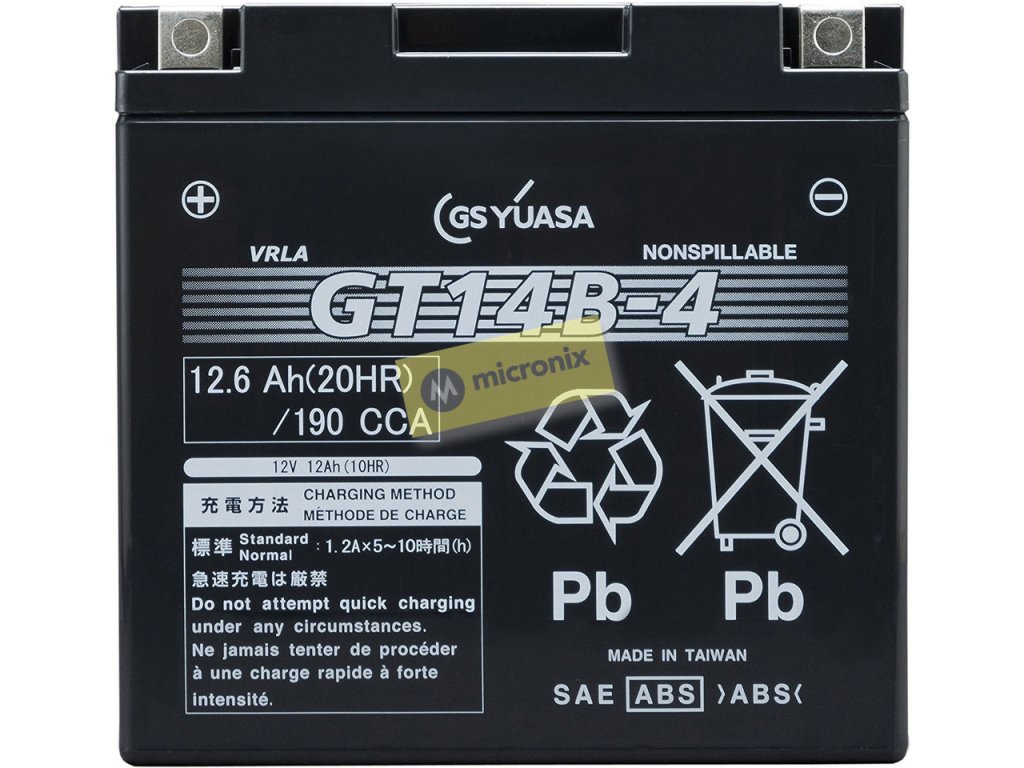 GS YUASA
VRLA
NONSPILLABLE
GT14B-4
micronix
12.6 Ah(20HR)
/190 CCA
12V 12Ah(10HR)
充電方法 CHARGING METHOD
MÉTHODE DE CHARGE
標準 Standard Normal :1.2A×5~10時間(h)
急速充電は厳禁
Do not attempt quick charging
under any circumstances.
Ne jamais tenter de procéder
à une charge rapide à forte
intensité.
Pb Pb
MADE IN TAIWAN
SAE ABS >ABS<